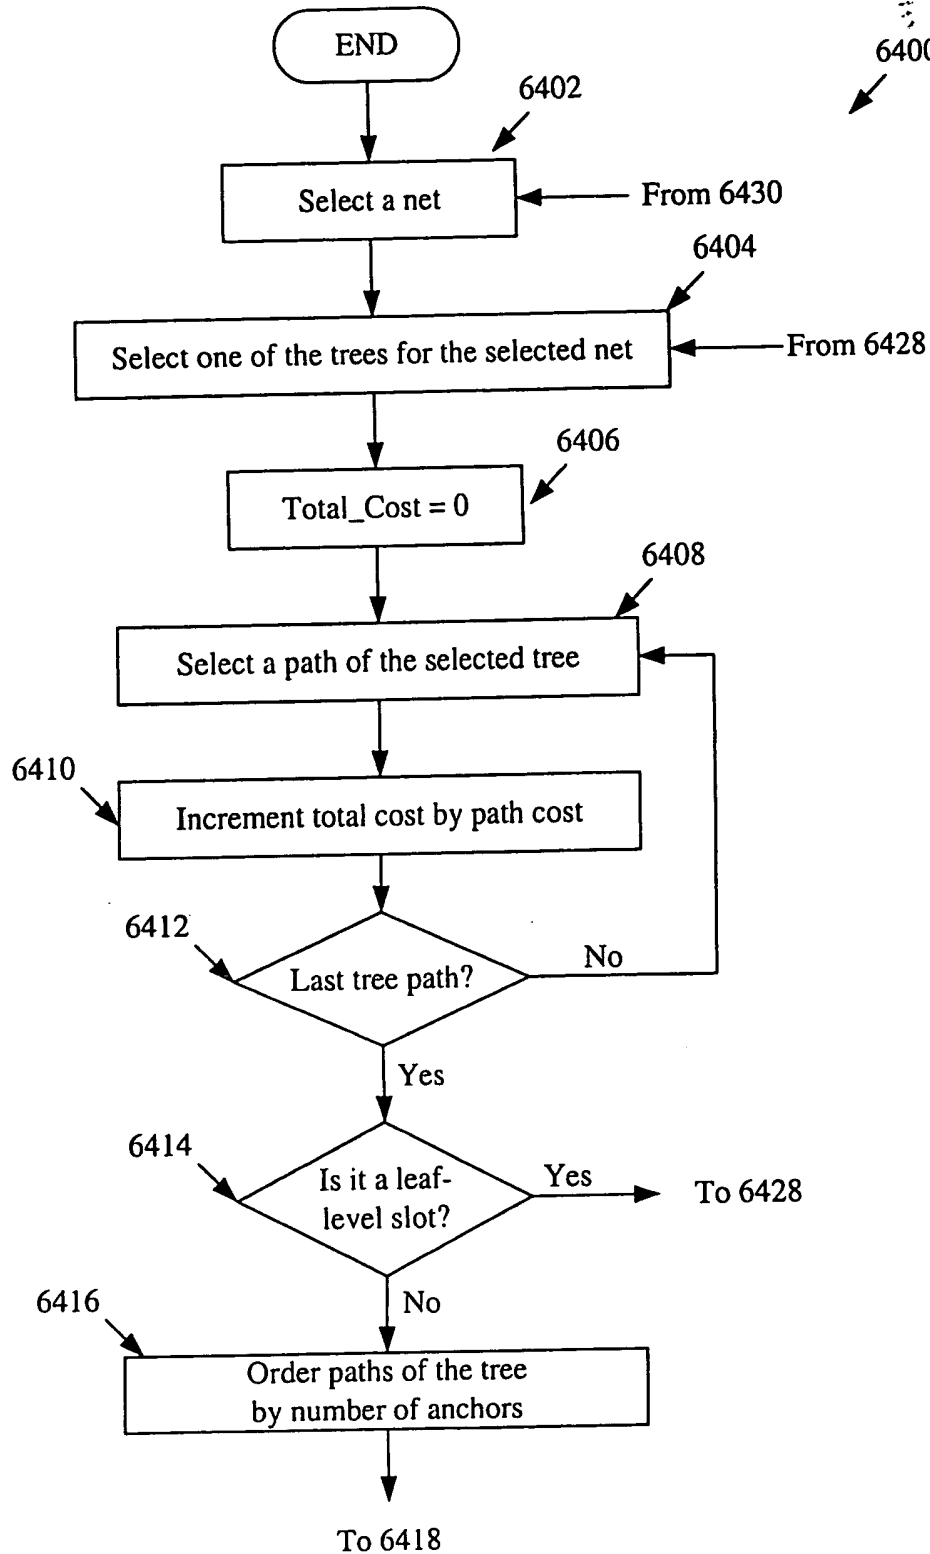 END
6400
6402
Select a net
From 6430
6404
Select one of the trees for the selected net
From 6428
6406
Total_Cost = 0
6408
Select a path of the selected tree
6410
Increment total cost by path cost
6412
Last tree path?
No
Yes
6414
Is it a leaf-
level slot?
Yes
To 6428
No
6416
Order paths of the tree
by number of anchors
To 6418